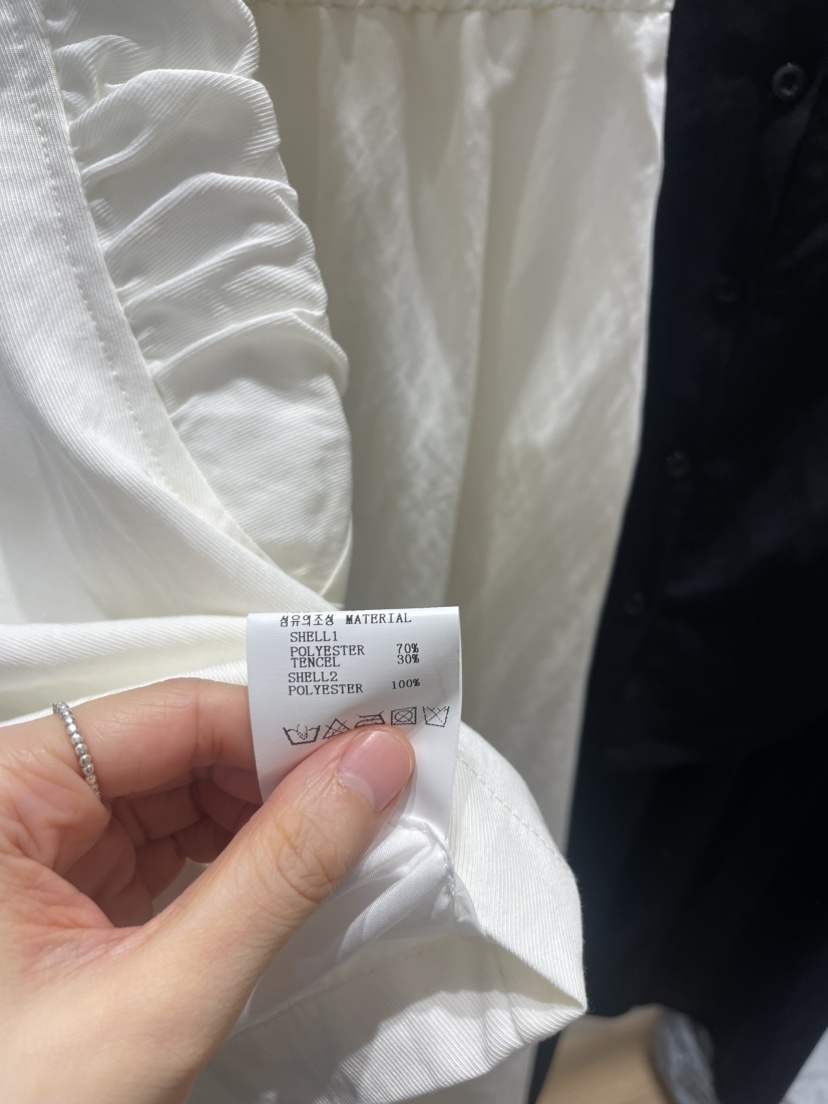 섬유의조성 MATERIAL
SHELL1
POLYESTER 70%
TENCEL 30%
SHELL2
POLYESTER 100%